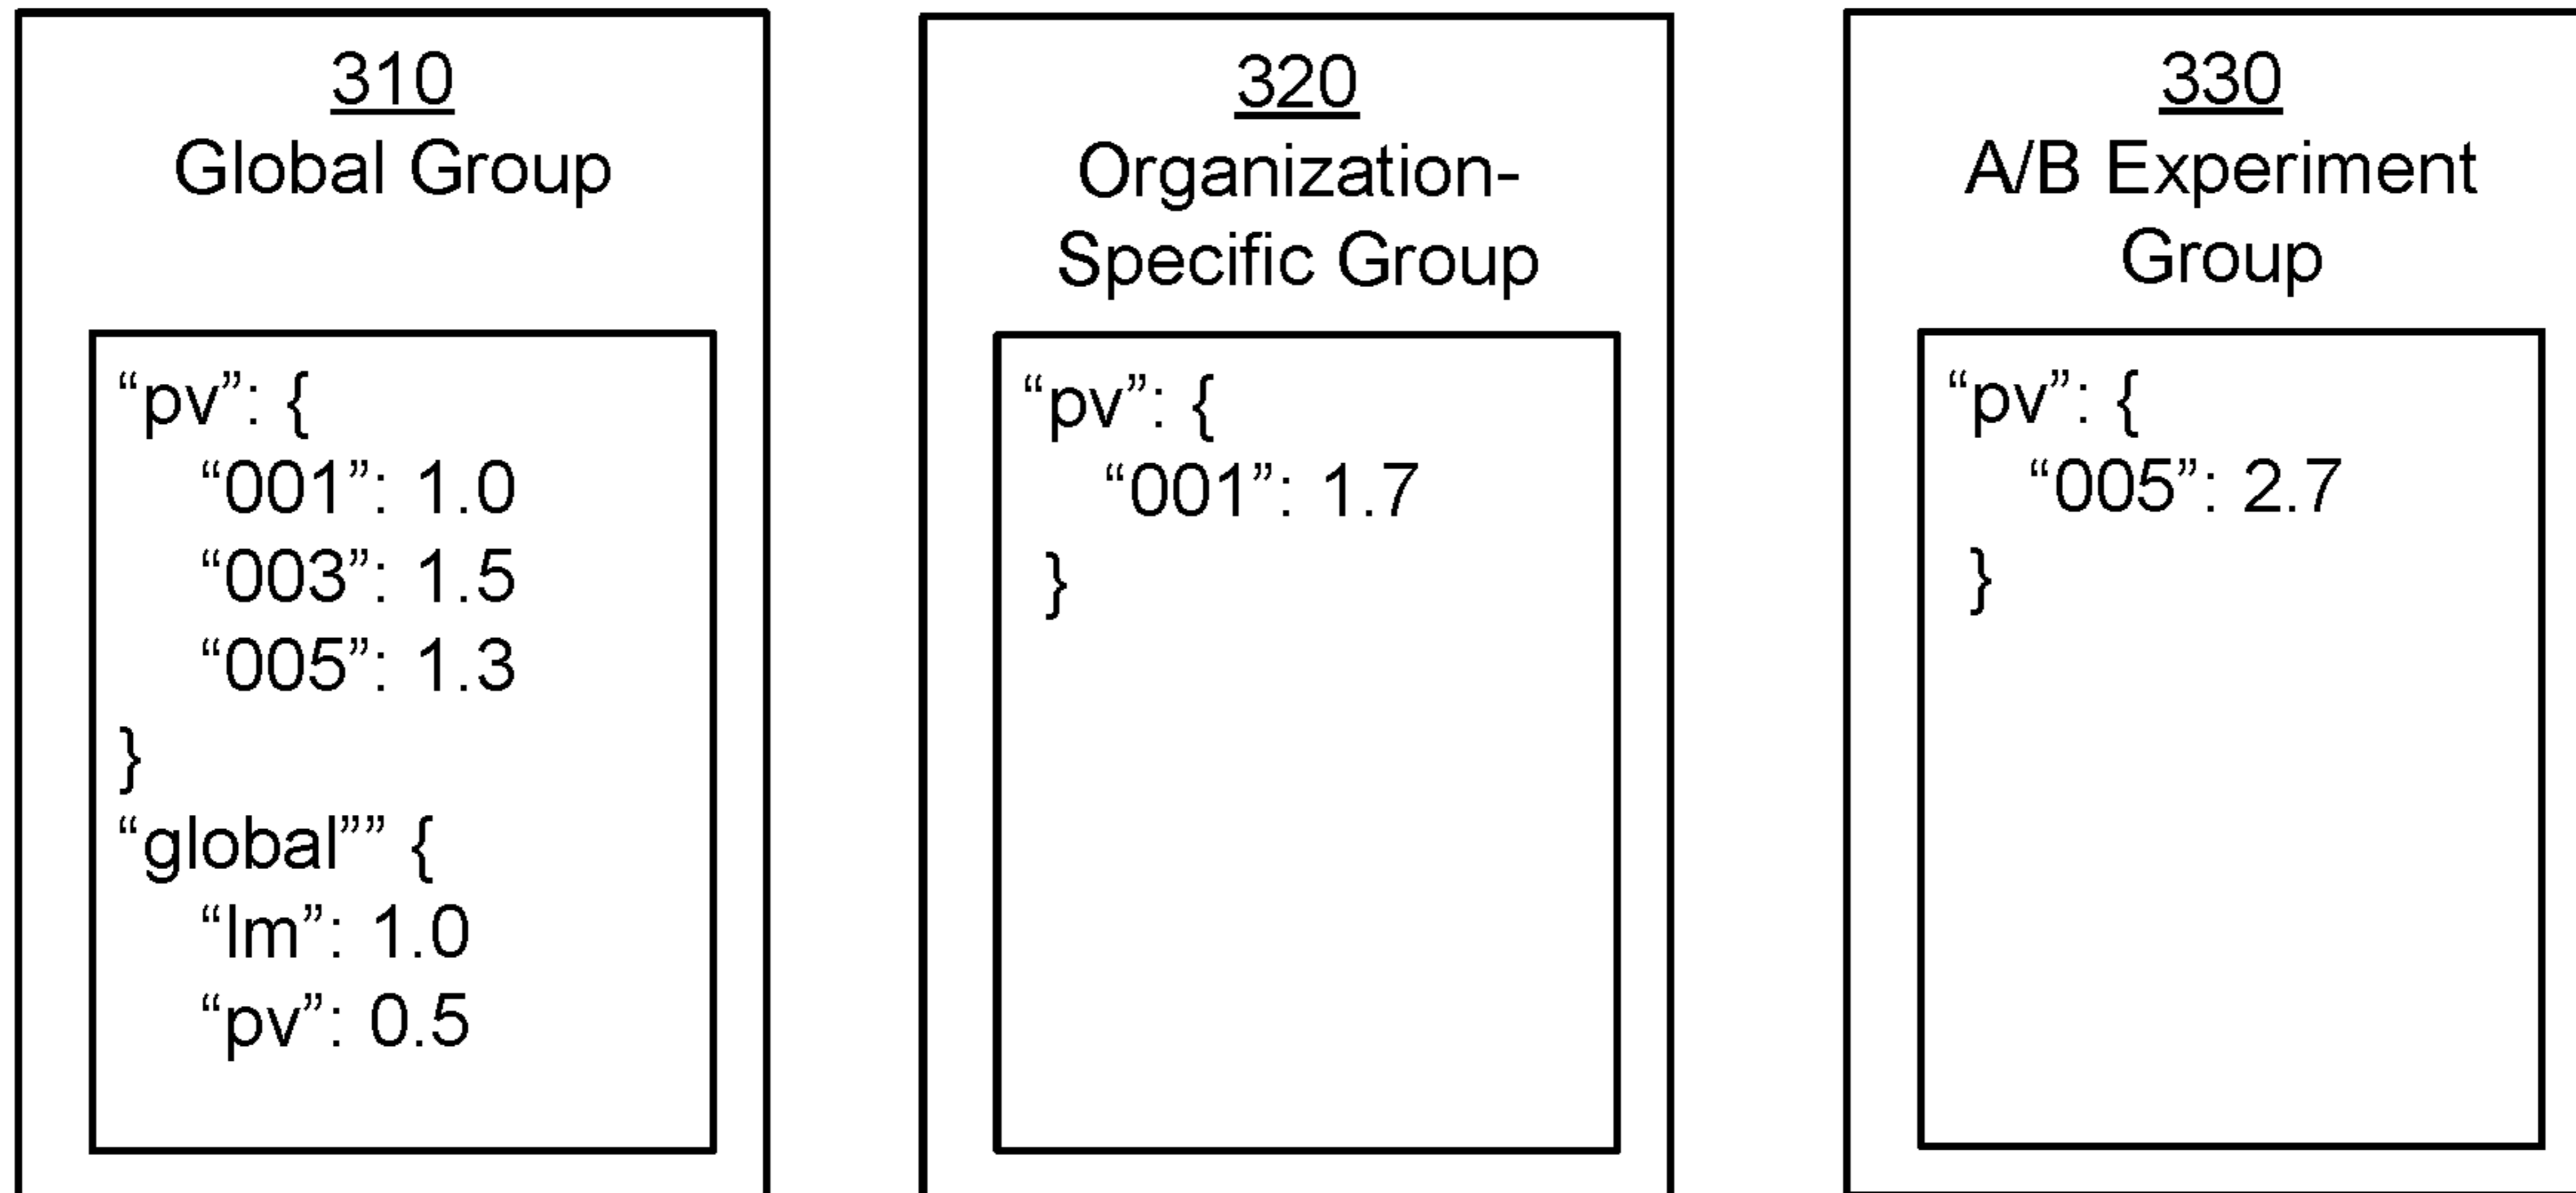 310
Global Group
“pv”: {
“001”: 1.0
“003”: 1.5
“005”: 1.3
}
“global”” {
“lm”: 1.0
“pv”: 0.5
320
Organization-
Specific Group
“pv”: {
“001”: 1.7
}
330
A/B Experiment
Group
“pv”: {
“005”: 2.7
}